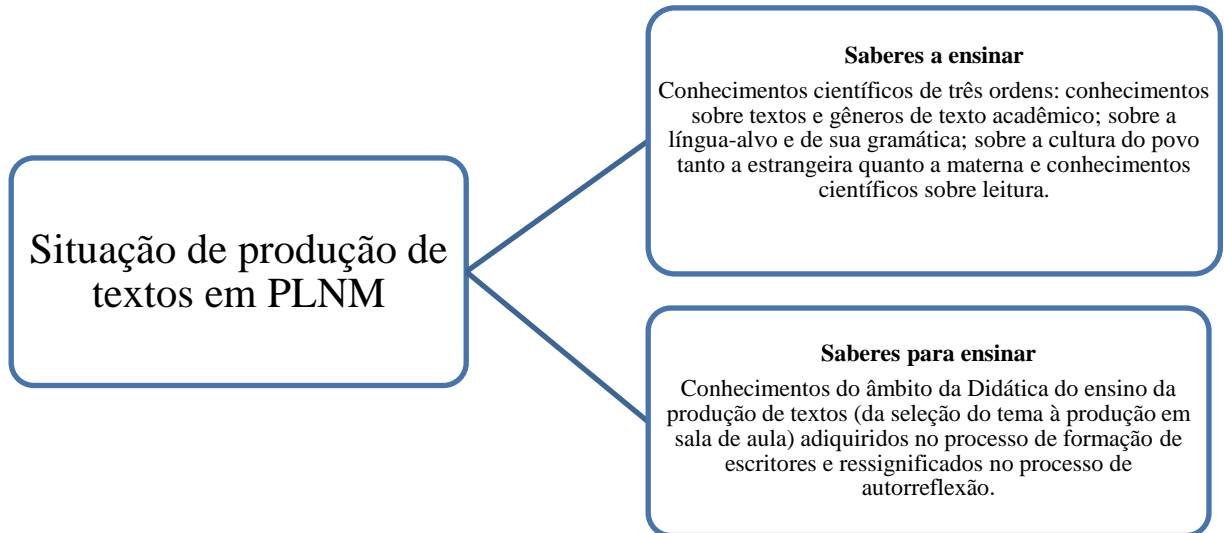 Situação de produção de
textos em PLNM
Saberes a ensinar
Conhecimentos científicos de três ordens: conhecimentos
sobre textos e gêneros de texto acadêmico; sobre a
língua-alvo e de sua gramática; sobre a cultura do povo
tanto a estrangeira quanto a materna e conhecimentos
científicos sobre leitura.
Saberes para ensinar
Conhecimentos do âmbito da Didática do ensino da
produção de textos (da seleção do tema à produção em
sala de aula) adiquiridos no processo de formação de
escritores e ressignificados no processo de
autorreflexão.